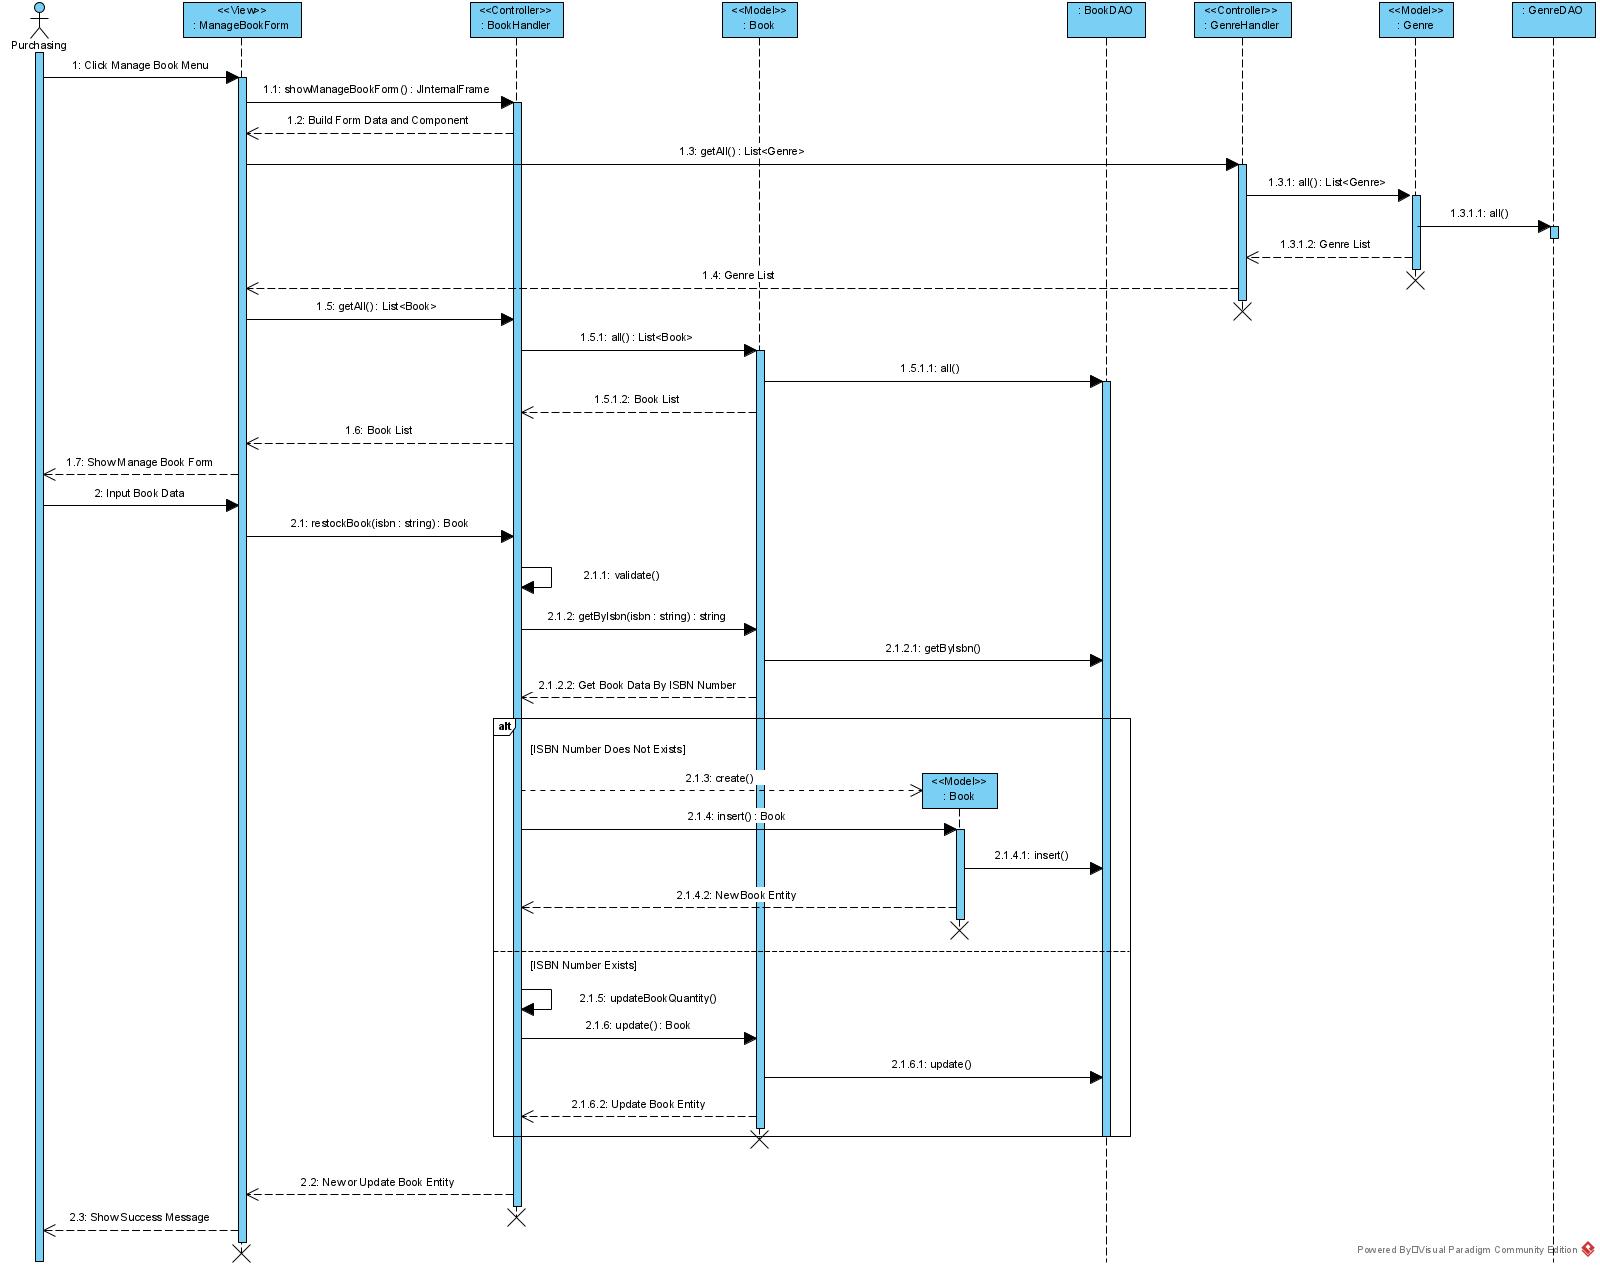 <<View>>
: ManageBookForm
<<Controller>>
: BookHandler
<<Model>>
: Book
: BookDAO
<<Controller>>
: GenreHandler
<<Model>>
: Genre
: GenreDAO
Purchasing
1: Click Manage Book Menu
1.1: showManageBookForm() : JInternalFrame
1.2: Build Form Data and Component
1.3: getAll() : List<Genre>
1.3.1: all() : List<Genre>
1.3.1.1: all()
1.3.1.2: Genre List
1.4: Genre List
1.5: getAll() : List<Book>
1.5.1: all() : List<Book>
1.5.1.1: all()
1.5.1.2: Book List
1.6: Book List
1.7: Show Manage Book Form
2: Input Book Data
2.1: restockBook(isbn : string) : Book
2.1.1: validate()
2.1.2: getByIsbn(isbn : string) : string
2.1.2.1: getByIsbn()
2.1.2.2: Get Book Data By ISBN Number
alt
[ISBN Number Does Not Exists]
2.1.3: create()
<<Model>>
: Book
2.1.4: insert() : Book
2.1.4.1: insert()
2.1.4.2: New Book Entity
[ISBN Number Exists]
2.1.5: updateBookQuantity()
2.1.6: update() : Book
2.1.6.1: update()
2.1.6.2: Update Book Entity
2.2: New or Update Book Entity
2.3: Show Success Message
Powered By Visual Paradigm Community Edition